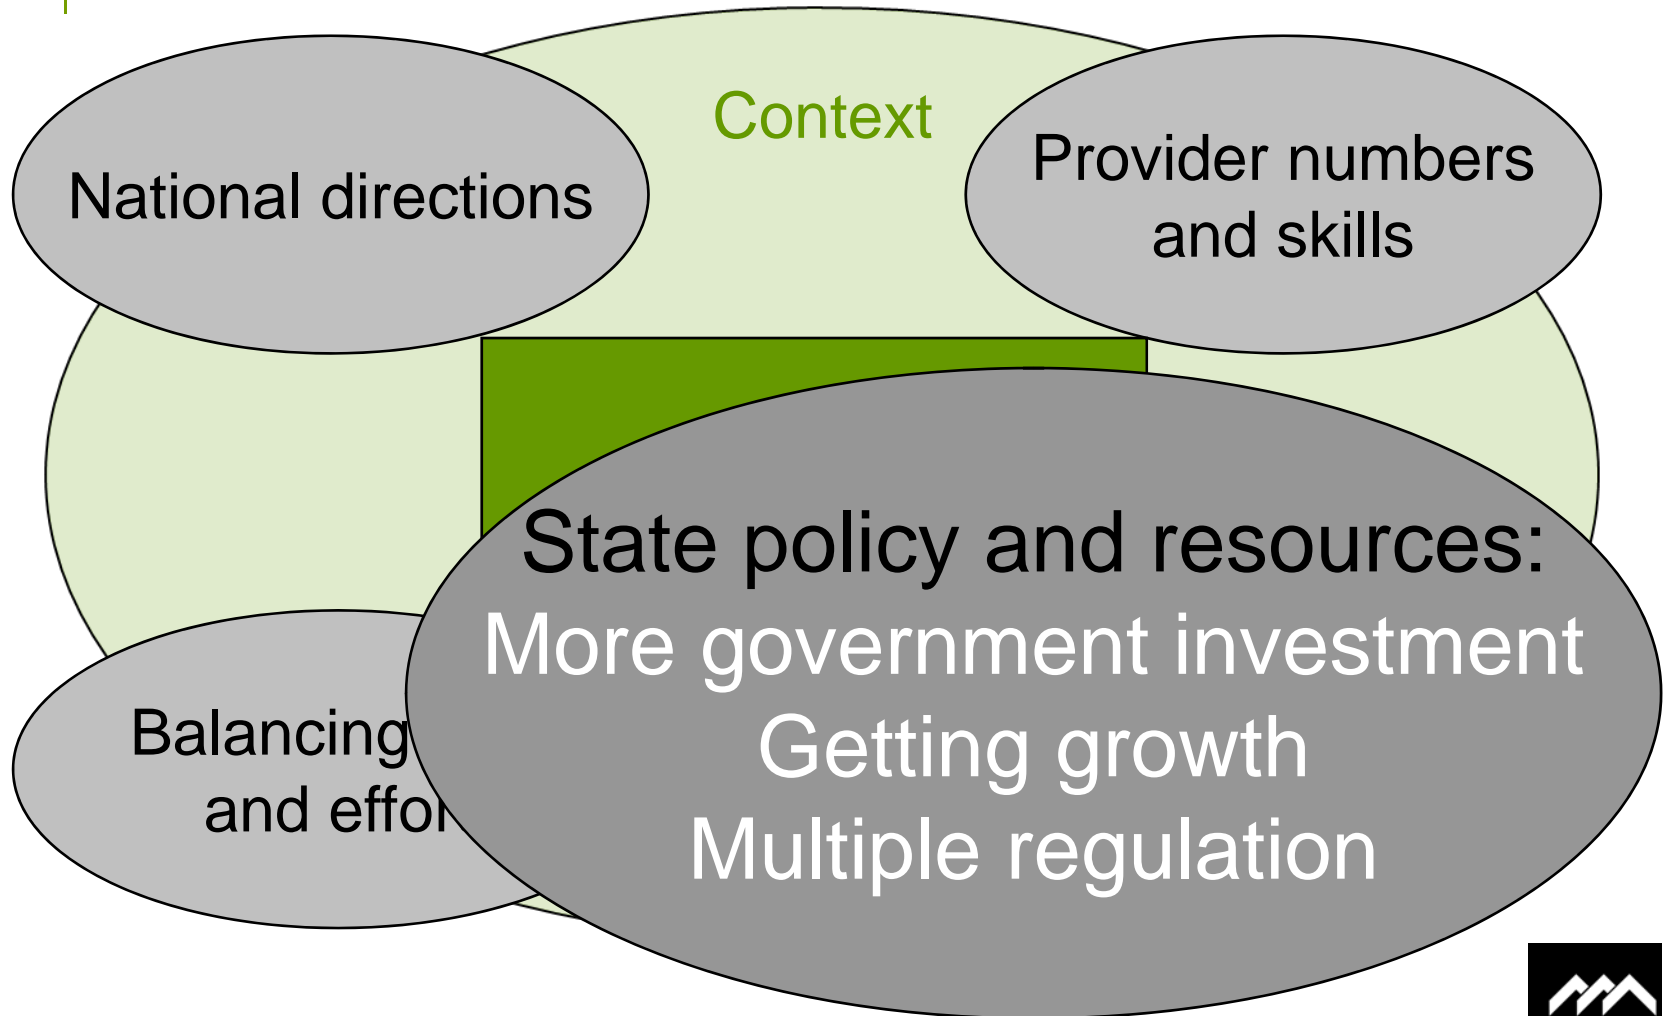 Context
National directions
Provider numbers
and skills
State policy and resources:
More government investment
Getting growth
Multiple regulation
Balancing
and